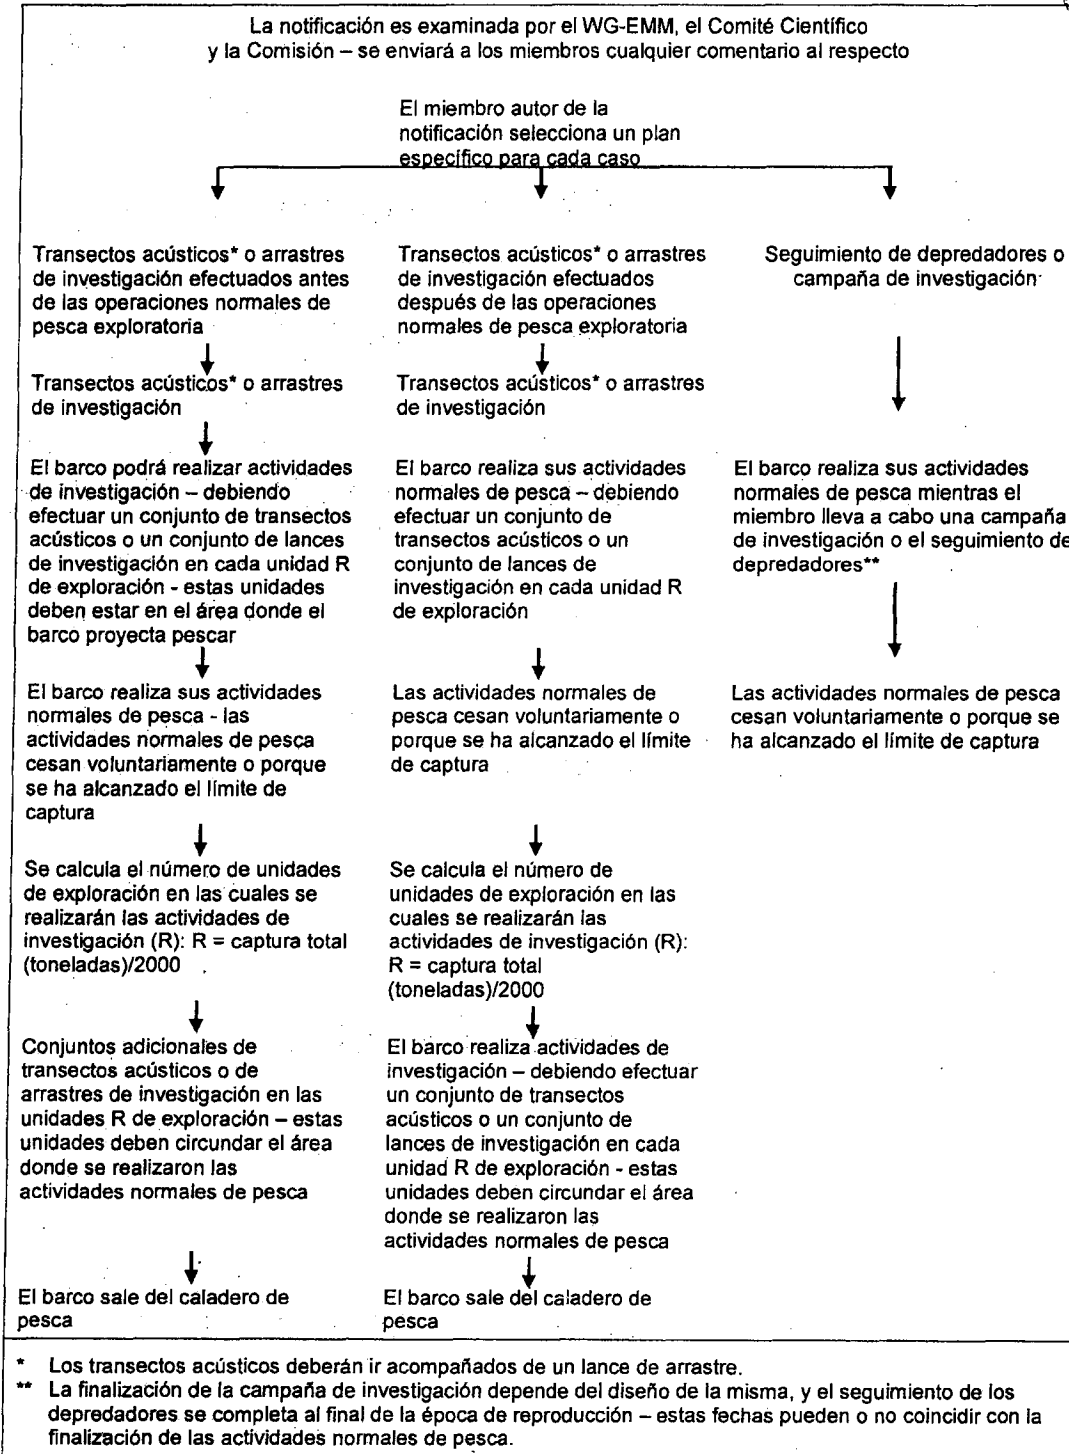 La notificación es examinada por el WG-EMM, el Comité Científico
y la Comisión – se enviará a los miembros cualquier comentario al respecto
El miembro autor de la
notificación selecciona un plan
específico para cada caso
Transectos acústicos* o arrastres
de investigación efectuados antes
de las operaciones normales de
pesca exploratoria
Transectos acústicos* o arrastres
de investigación
El barco podrá realizar actividades
de investigación – debiendo
efectuar un conjunto de transectos
acústicos o un conjunto de lances
de investigación en cada unidad R
de exploración - estas unidades
deben estar en el área donde el
barco proyecta pescar
El barco realiza sus actividades
normales de pesca - las
actividades normales de pesca
cesan voluntariamente o porque
se ha alcanzado el límite de
captura
Se calcula el número de unidades
de exploración en las cuales se
realizarán las actividades de
investigación (R): R = captura total
(toneladas)/2000
Conjuntos adicionales de
transectos acústicos o de
arrastres de investigación en las
unidades R de exploración – estas
unidades deben circundar el área
donde se realizaron las
actividades normales de pesca
El barco sale del caladero de
pesca
Transectos acústicos* o arrastres
de investigación efectuados
después de las operaciones
normales de pesca exploratoria
Transectos acústicos* o arrastres
de investigación
El barco realiza sus actividades
normales de pesca – debiendo
efectuar un conjunto de
transectos acústicos o un
conjunto de lances de
investigación en cada unidad R
de exploración
Las actividades normales de
pesca cesan voluntariamente o
porque se ha alcanzado el límite
de captura
Se calcula el número de
unidades de exploración en las
cuales se realizarán las
actividades de investigación (R):
R = captura total
(toneladas)/2000
El barco realiza actividades de
investigación – debiendo efectuar
un conjunto de transectos
acústicos o un conjunto de
lances de investigación en cada
unidad R de exploración - estas
unidades deben circundar el área
donde se realizaron las
actividades normales de pesca
El barco sale del caladero de
pesca
Seguimiento de depredadores o
campaña de investigación
El barco realiza sus actividades
normales de pesca mientras el
miembro lleva a cabo una campaña
de investigación o el seguimiento de
depredadores**
Las actividades normales de pesca
cesan voluntariamente o porque se
ha alcanzado el límite de captura
* Los transectos acústicos deberán ir acompañados de un lance de arrastre.
** La finalización de la campaña de investigación depende del diseño de la misma, y el seguimiento de los
depredadores se completa al final de la época de reproducción – estas fechas pueden o no coincidir con la
finalización de las actividades normales de pesca.